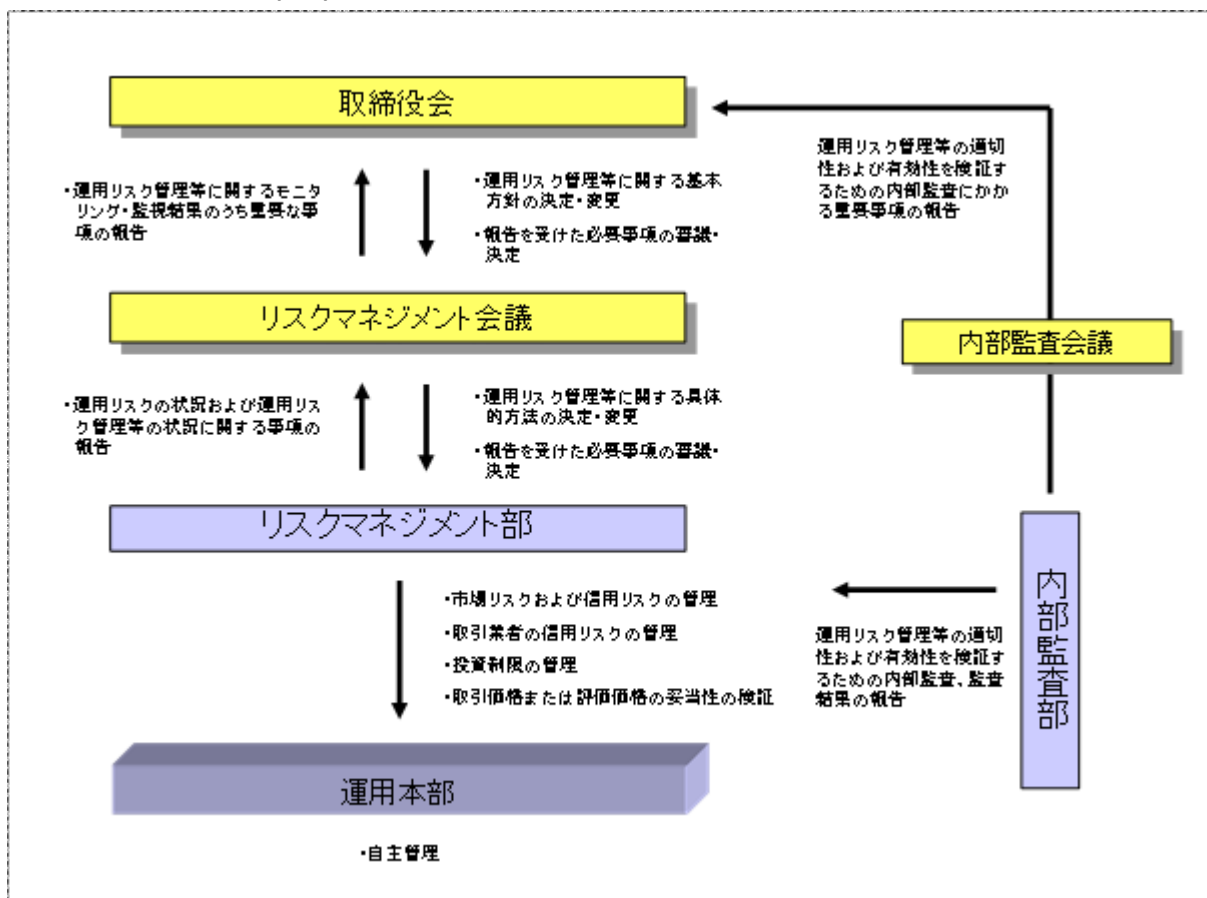 取締役会
・運用リスク管理等に関するモニ
タリング・監視結果のうち重要な事
項の報告
・運用リスク管理等に関する基本
方針の決定・変更
・報告を受けた必要事項の審議・
決定
運用リスク管理等の適切
性および有効性を検証す
るための内部監査にかか
る重要事項の報告
リスクマネジメント会議
内部監査会議
・運用リスクの状況および運用リス
ク管理等の状況に関する事項の
報告
・運用リスク管理等に関する具体
的方法の決定・変更
・報告を受けた必要事項の審議・
決定
リスクマネジメント部
内部監査部
・市場リスクおよび信用リスクの管理
・取引業者の信用リスクの管理
・投資制限の管理
・取引価格または評価価格の妥当性の検証
運用リスク管理等の適切
性および有効性を検証す
るための内部監査、監査
結果の報告
運用本部
・自主管理